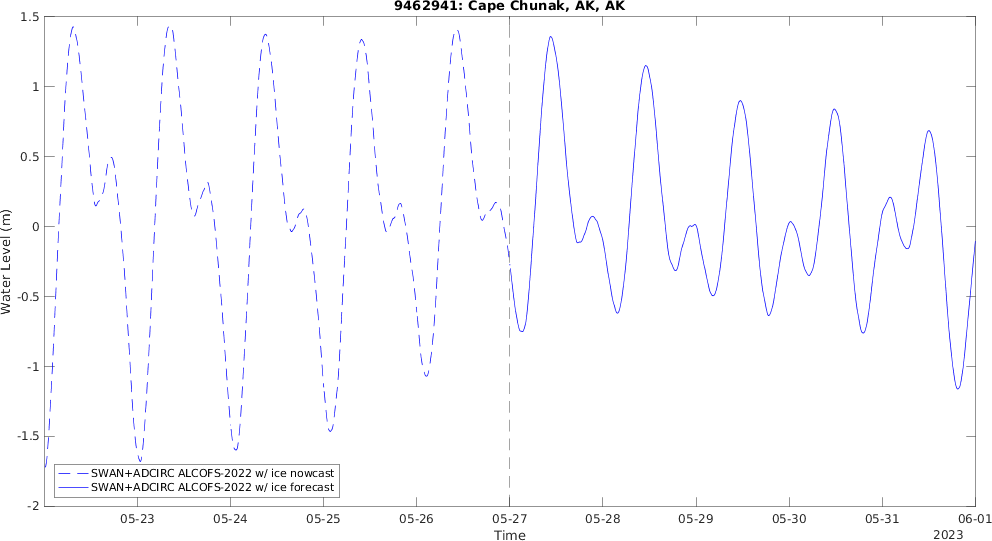 9462941: Cape Chunak, AK, AK
Water Level (m)
1.5
1
0.5
0
-0.5
-1
-1.5
-2
SWAN+ADCIRC ALCOFS-2022 w/ ice nowcast
SWAN+ADCIRC ALCOFS-2022 w/ ice forecast
05-23 05-24 05-25 05-26 05-27 05-28 05-29 05-30 05-31 06-01
Time
2023